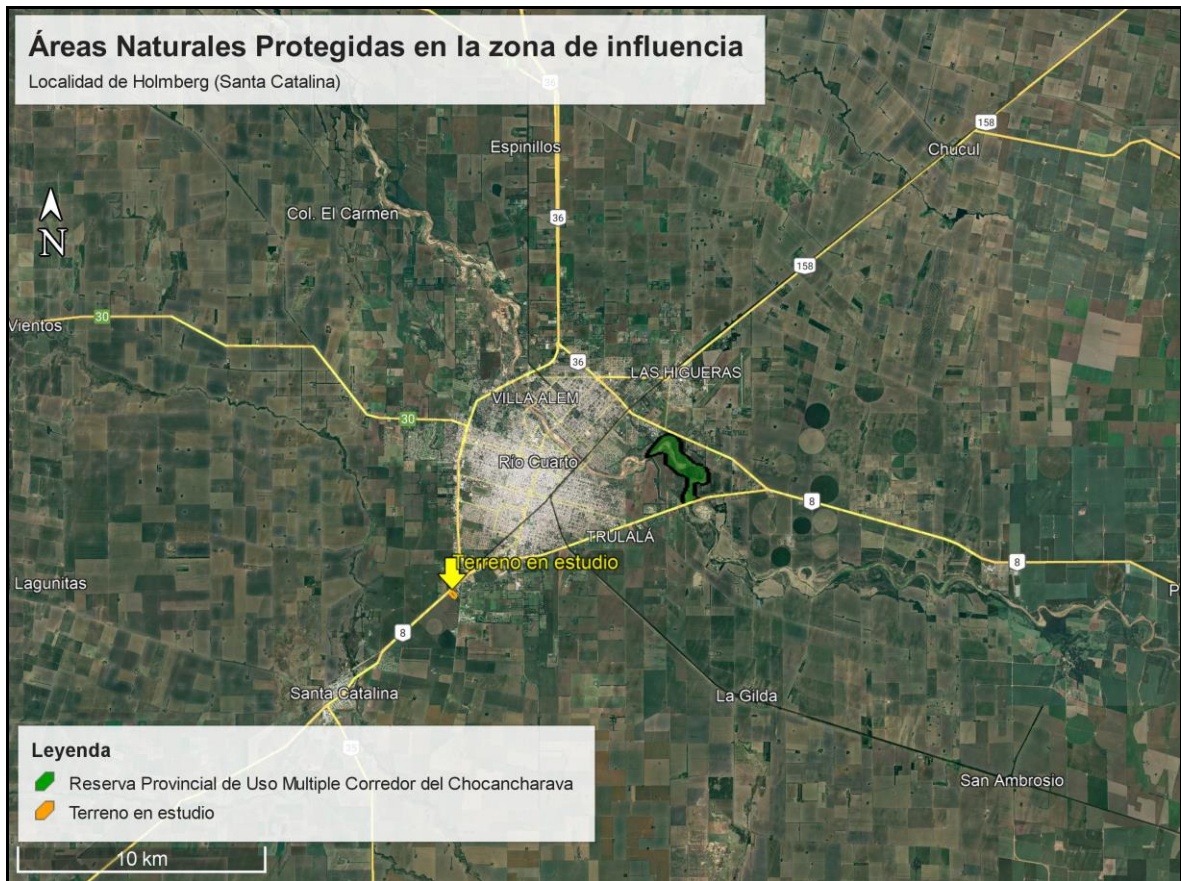 Áreas Naturales Protegidas en la zona de influencia
Localidad de Holmberg (Santa Catalina)
36
Espinillos
158
Chucul
Col. El Carmen
36
158
Vientos
30
36
LAS HIGUERAS
VILLA ALEM
30
Río Cuarto
8
TRULALÁ
Terreno en estudio
8
Lagunitas
P
8
Santa Catalina
La Gilda
35
San Ambrosio
Leyenda
Reserva Provincial de Uso Multiple Corredor del Chocancharava
Terreno en estudio
10 km
N